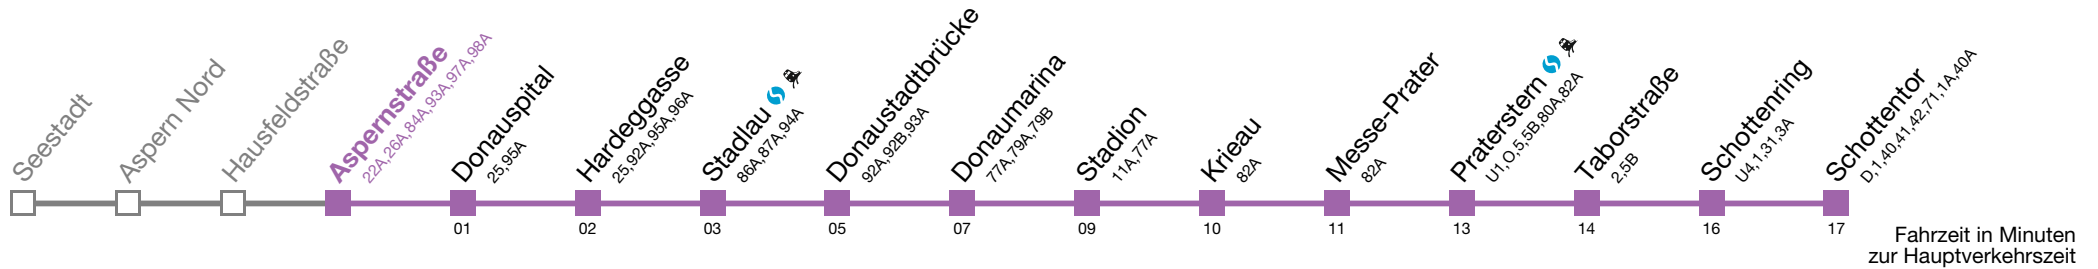 Seestadt
Aspern Nord
Hausfeldstraße
Aspernstraße
22A,26A,84A,93A,97A,98A
Donauspital
25,95A
Hardeggasse
25,92A,95A,96A
Stadlau
86A,87A,94A
Donaustadtbrücke
92A,92B,93A
Donaumarina
77A,79A,79B
Stadion
11A,77A
Krieau
82A
Messe-Prater
82A
Praterstern
U1,O,5,5B,80A,82A
Taborstraße
2,5B
Schottenring
U4,1,31,3A
Schottentor
D,1,40,41,42,71,1A,40A
01 02 03 05 07 09 10 11 13 14 16 17
Fahrzeit in Minuten
zur Hauptverkehrszeit